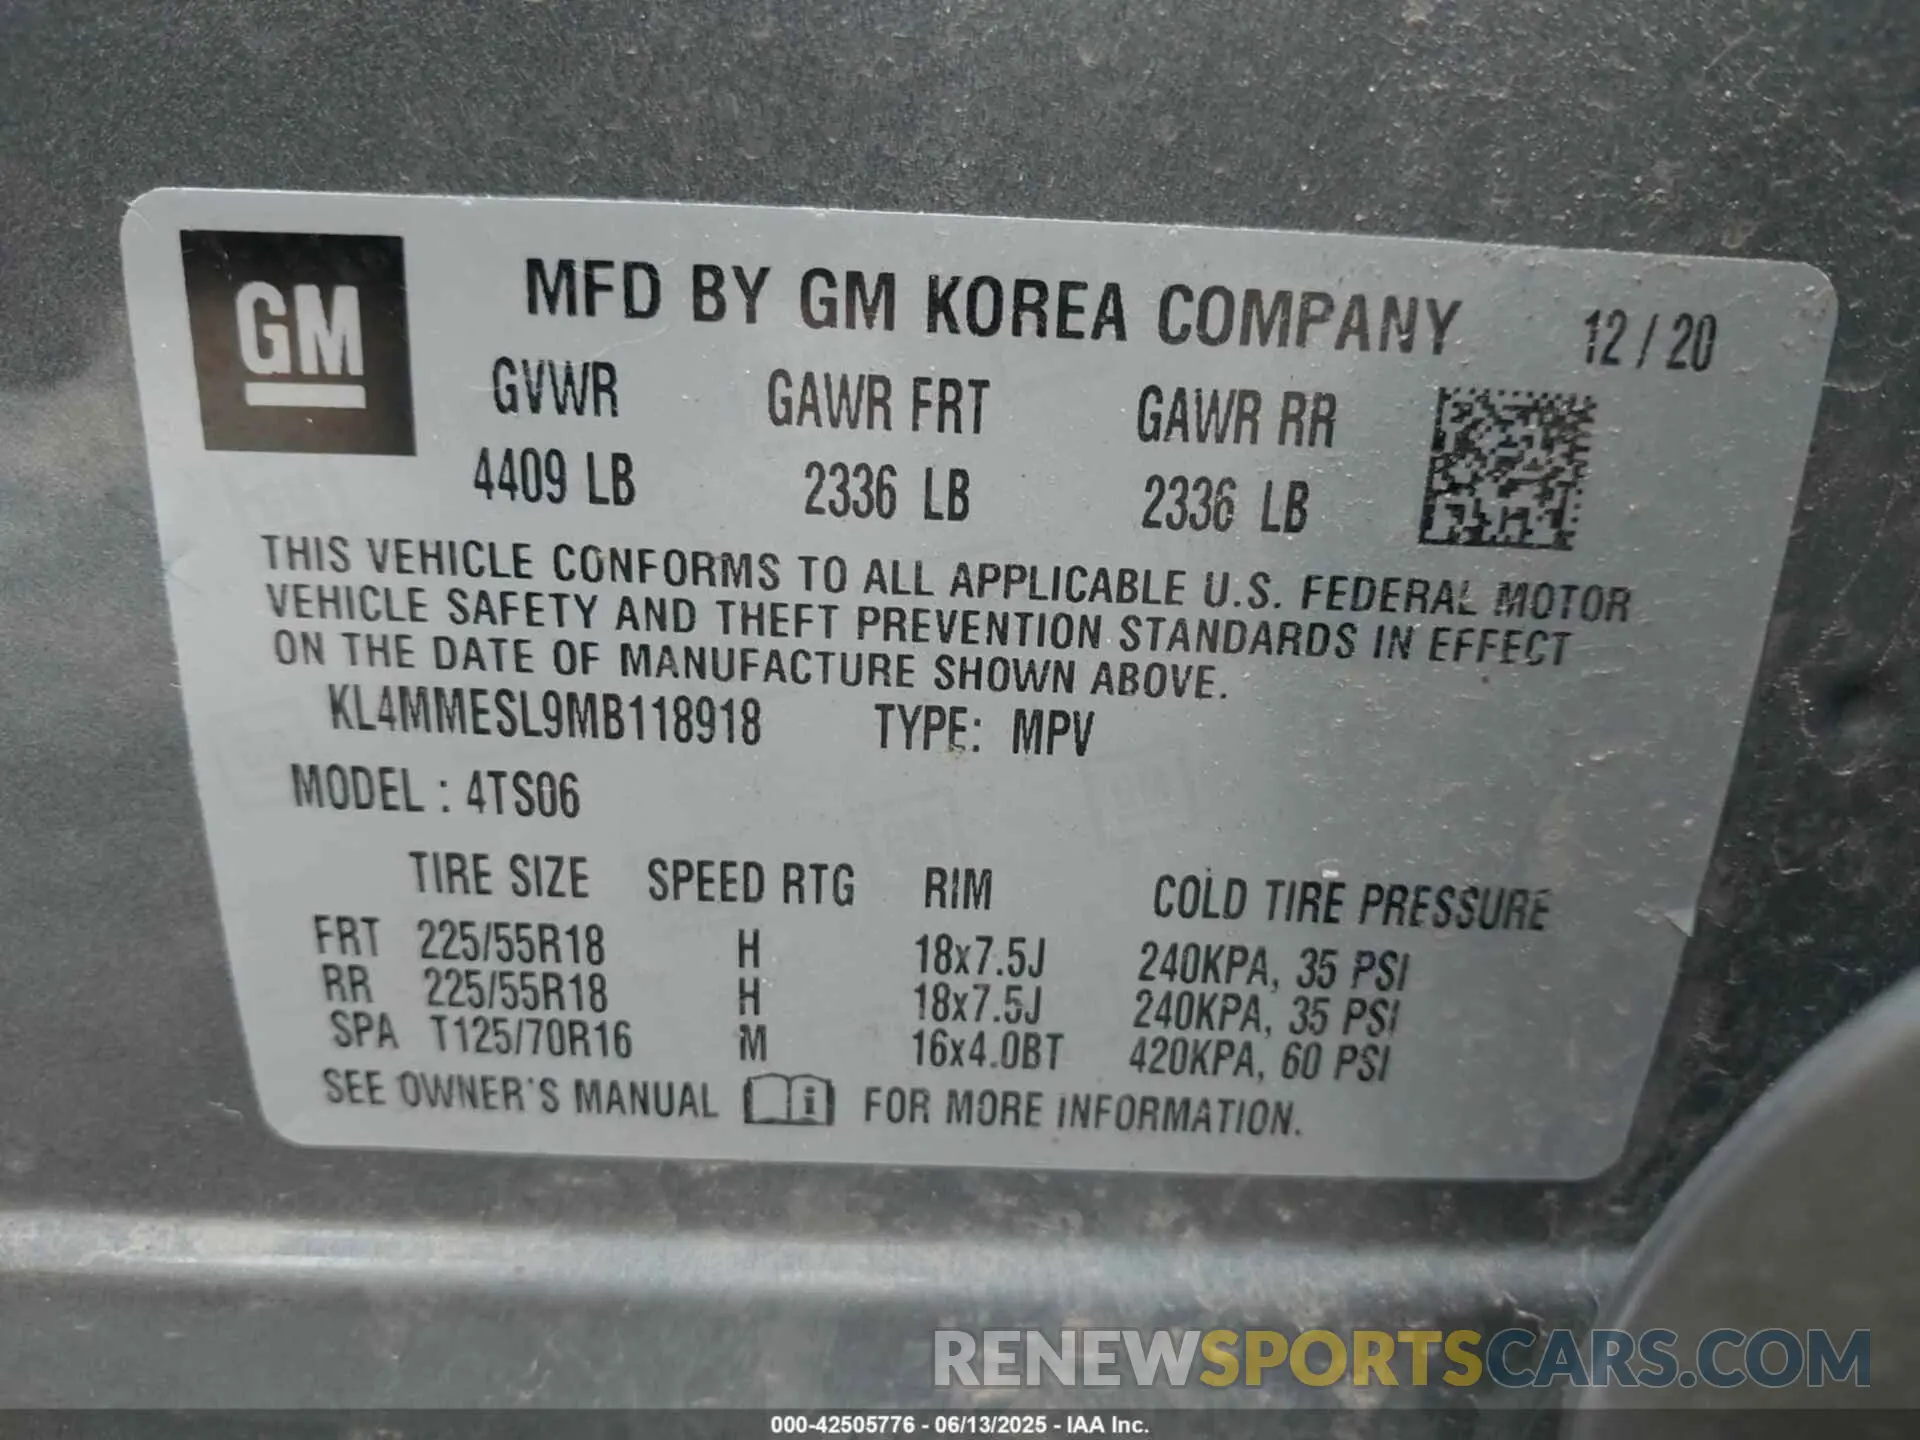 GM
MFD BY GM KOREA COMPANY 12 / 20
GVWR GAWR FRT GAWR RR
4409 LB 2336 LB 2336 LB
THIS VEHICLE CONFORMS TO ALL APPLICABLE U.S. FEDERAL MOTOR
VEHICLE SAFETY AND THEFT PREVENTION STANDARDS IN EFFECT
ON THE DATE OF MANUFACTURE SHOWN ABOVE.
KL4MMESL9MB118918 TYPE: MPV
MODEL : 4TS06
TIRE SIZE SPEED RTG RIM COLD TIRE PRESSURE
FRT 225/55R18 H 18x7.5J 240KPA, 35 PSI
RR 225/55R18 H 18x7.5J 240KPA, 35 PSI
SPA T125/70R16 M 16x4.0BT 420KPA, 60 PSI
SEE OWNER'S MANUAL i FOR MORE INFORMATION.
RENEWSPORTSCARS.COM
000-42505776 - 06/13/2025 - IAA Inc.